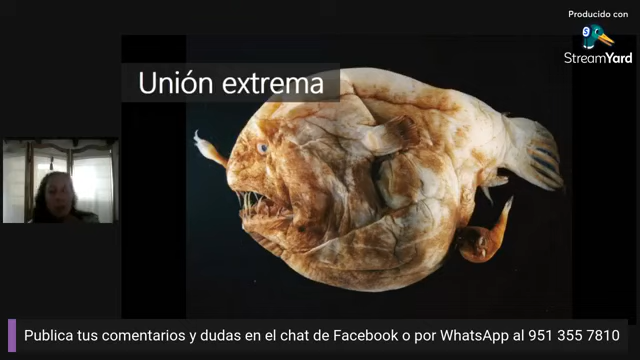 Producido con
StreamYard
Unión extrema
Publica tus comentarios y dudas en el chat de Facebook o por WhatsApp al 951 355 7810